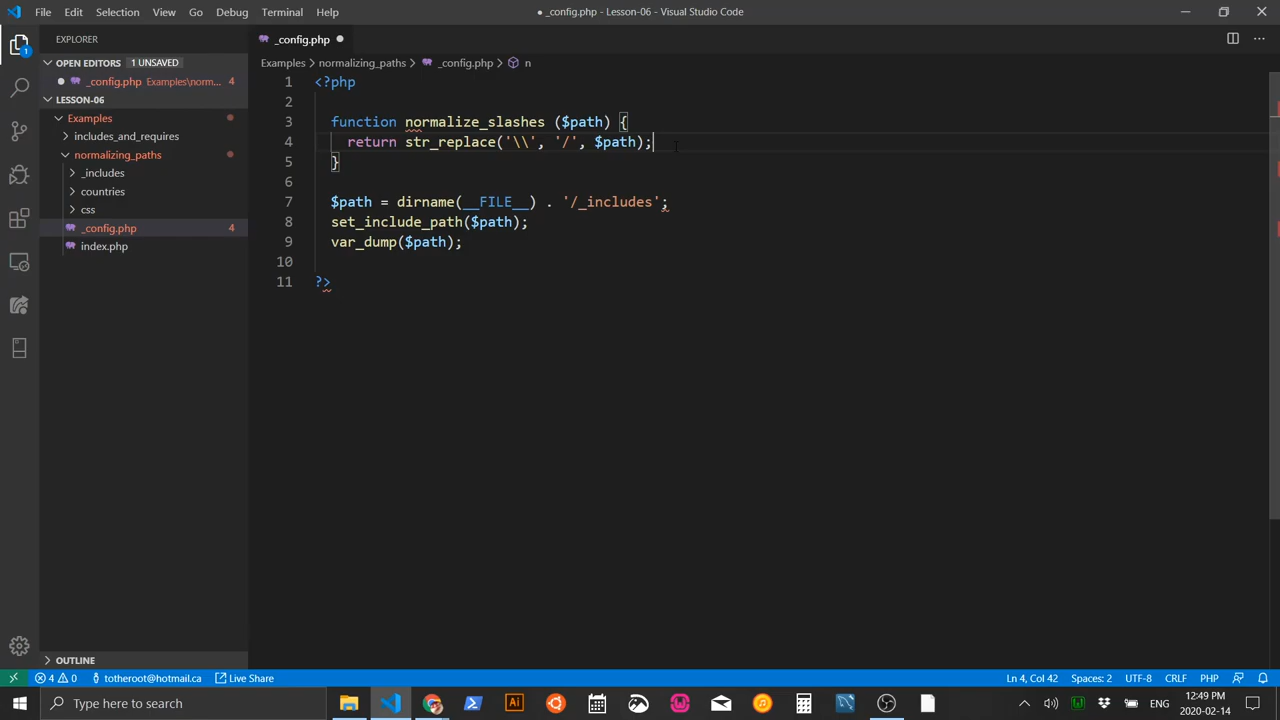 File Edit Selection View Go Debug Terminal Help
● _config.php - Lesson-06 - Visual Studio Code
EXPLORER
_config.php ●
OPEN EDITORS 1 UNSAVED
● _config.php Examples\norm... 4
LESSON-06
Examples
includes_and_requires
normalizing_paths
_includes
countries
css
_config.php 4
index.php
OUTLINE
1
Examples > normalizing_paths > _config.php > n
1 <?php
2
3 function normalize_slashes ($path) {
4 return str_replace('\\', '/', $path);
5 }
6
7 $path = dirname(__FILE__) . '/_includes';
8 set_include_path($path);
9 var_dump($path);
10
11 ?>
4 0 totheroot@hotmail.ca Live Share
Ln 4, Col 42 Spaces: 2 UTF-8 CRLF PHP
Type here to search
Ai
ENG
12:49 PM
2020-02-14